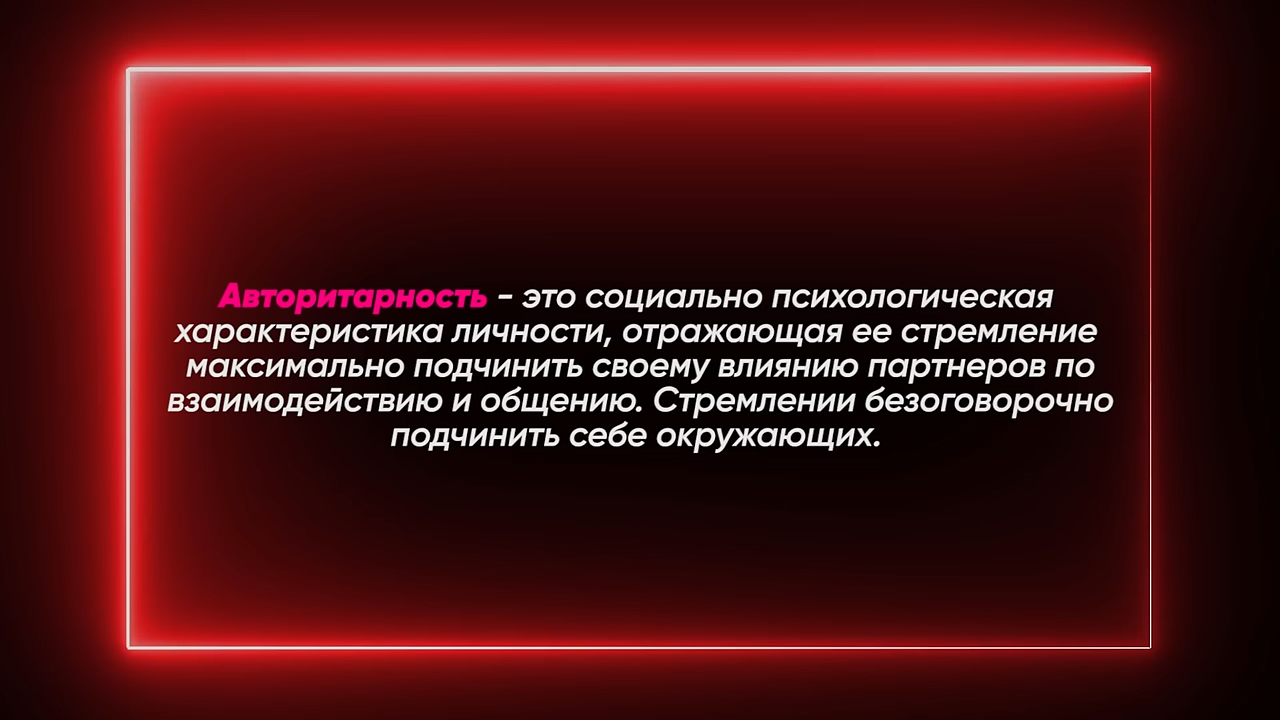 Авторитарность - это социально психологическая
характеристика личности, отражающая ее стремление
максимально подчинить своему влиянию партнеров по
взаимодействию и общению. Стремлении безоговорочно
подчинить себе окружающих.